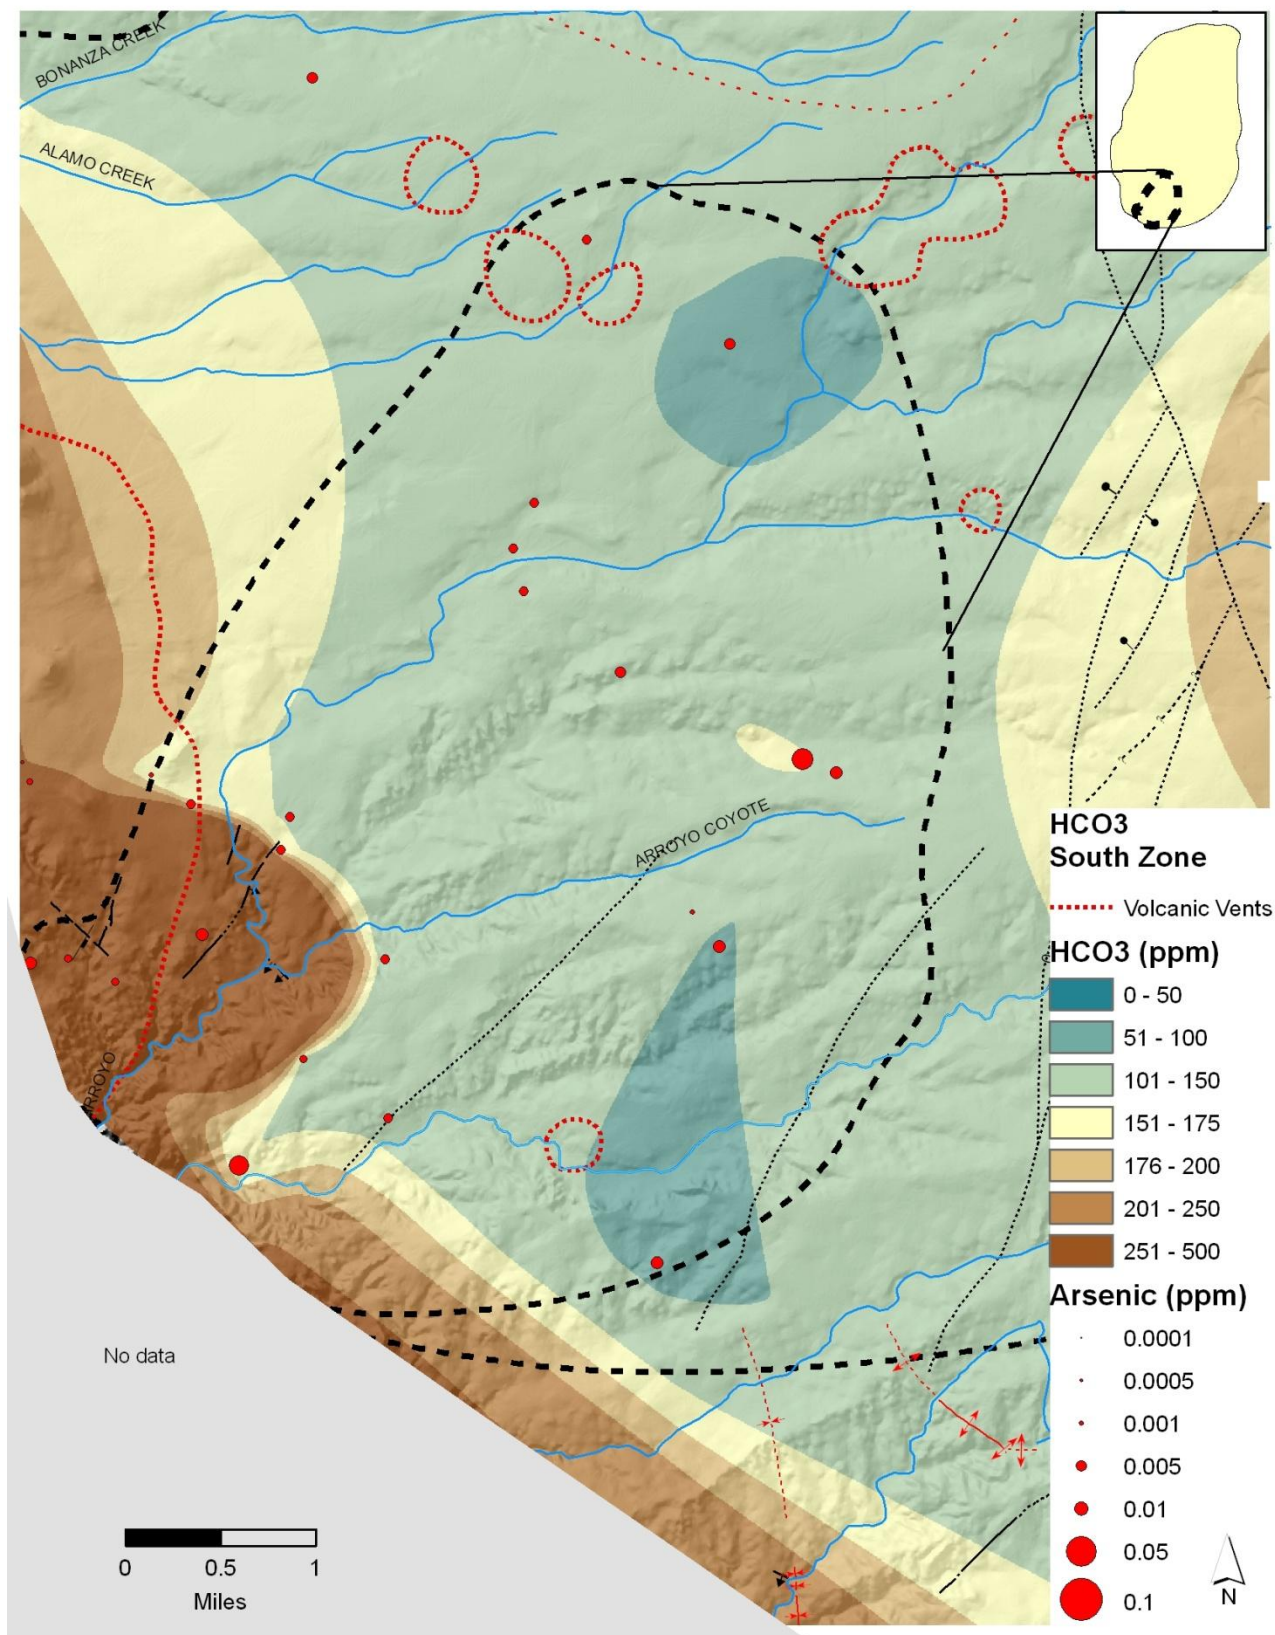 BONANZA CREEK
ALAMO CREEK
ARROYO COYOTE
ARROYO
No data
0 0.5 1
Miles
HCO3
South Zone
Volcanic Vents
HCO3 (ppm)
0 - 50
51 - 100
101 - 150
151 - 175
176 - 200
201 - 250
251 - 500
Arsenic (ppm)
0.0001
0.0005
0.001
0.005
0.01
0.05
0.1
N